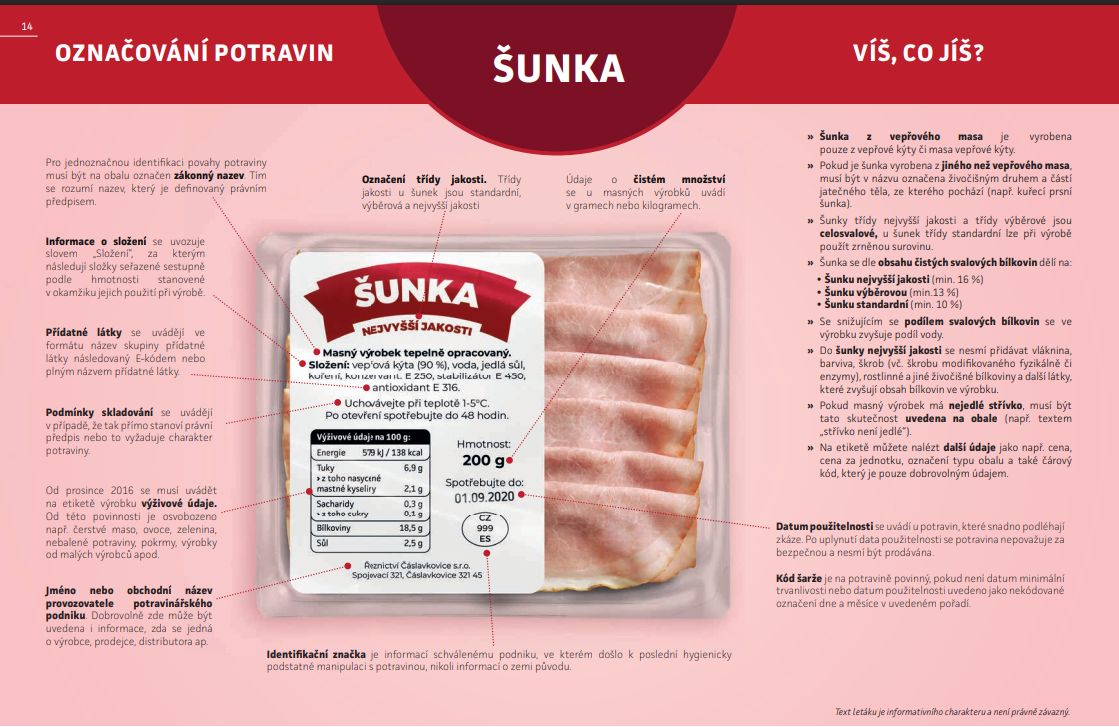 14
OZNAČOVÁNÍ POTRAVIN
ŠUNKA
VÍŠ, CO JÍŠ?
Pro jednoznačnou identifikaci povahy potraviny
musí být na obalu označen zákonný nazev. Tím
se rozumí nazev, který je definovaný právním
předpisem.
Informace o složení se uvozuje
slovem „Složení“, za kterým
následují složky seřazené sestupně
podle hmotnosti stanovené
v okamžiku jejich použití při výrobě.
Přídatné látky se uvádějí ve
formátu název skupiny přídatné
látky následovaný E-kódem nebo
plným názvem přídatné látky.
Podmínky skladování se uvádějí
v případě, že tak přímo stanoví právní
předpis nebo to vyžaduje charakter
potraviny.
Od prosince 2016 se musí uvádět
na etiketě výrobku výživové údaje.
Od této povinnosti je osvobozeno
např. čerstvé maso, ovoce, zelenina,
nebalené potraviny, pokrmy, výrobky
od malých výrobců apod.
Jméno nebo obchodní název
provozovatele potravinářského
podniku. Dobrovolně zde může být
uvedena i informace, zda se jedná
o výrobce, prodejce, distributora ap.
Označení třídy jakosti. Třídy
jakosti u šunek jsou standardní,
výběrová a nejvyšší jakosti
Údaje o čistém množství
se u masných výrobků uvádí
v gramech nebo kilogramech.
ŠUNKA
NEJVYŠŠÍ JAKOSTI
Masný výrobek tepelně opracovaný.
Složení: vepřová kýta (90 %), voda, jedlá sůl,
koření, konzervant: E 250, stabilizátor E 450,
antioxidant E 316.
Uchovávejte při teplotě 1-5°C.
Po otevření spotřebujte do 48 hodin.
Výživové údaje na 100 g:
Energie 579 kJ / 138 kcal
Tuky 6,9 g
> z toho nasycené
mastné kyseliny 2,1 g
Sacharidy 0,3 g
> z toho cukry 0,1 g
Bílkoviny 18,5 g
Sůl 2,5 g
Hmotnost:
200 g
Spotřebujte do:
01.09.2020
CZ
999
ES
Řeznictví Čáslavkovice s.r.o.
Spojevací 321, Čáslavkovice 321 45
Identifikační značka je informací schválenému podniku, ve kterém došlo k poslední hygienicky
podstatné manipulaci s potravinou, nikoli informací o zemi původu.
» Šunka z vepřového masa je vyrobena
pouze z vepřové kýty či masa vepřové kýty.
» Pokud je šunka vyrobena z jiného než vepřového masa,
musí být v názvu označena živočišným druhem a částí
jatečného těla, ze kterého pochází (např. kuřecí prsní
šunka).
» Šunky třídy nejvyšší jakosti a třídy výběrové jsou
celosvalové, u šunek třídy standardní lze při výrobě
použít zrněnou surovinu.
» Šunka se dle obsahu čistých svalových bílkovin dělí na:
• Šunku nejvyšší jakosti (min. 16 %)
• Šunku výběrovou (min.13 %)
• Šunku standardní (min. 10 %)
» Se snižujícím se podílem svalových bílkovin se ve
výrobku zvyšuje podíl vody.
» Do šunky nejvyšší jakosti se nesmí přidávat vláknina,
barviva, škrob (vč. škrobu modifikovaného fyzikálně či
enzymy), rostlinné a jiné živočišné bílkoviny a další látky,
které zvyšují obsah bílkovin ve výrobku.
» Pokud masný výrobek má nejedlé střívko, musí být
tato skutečnost uvedena na obale (např. textem
„střívko není jedlé“).
» Na etiketě můžete nalézt další údaje jako např. cena,
cena za jednotku, označení typu obalu a také čárový
kód, který je pouze dobrovolným údajem.
Datum použitelnosti se uvádí u potravin, které snadno podléhají
zkáze. Po uplynutí data použitelnosti se potravina nepovažuje za
bezpečnou a nesmí být prodávána.
Kód šarže je na potravině povinný, pokud není datum minimální
trvanlivosti nebo datum použitelnosti uvedeno jako nekódované
označení dne a měsíce v uvedeném pořadí.
Text letáku je informativního charakteru a není právně závazný.